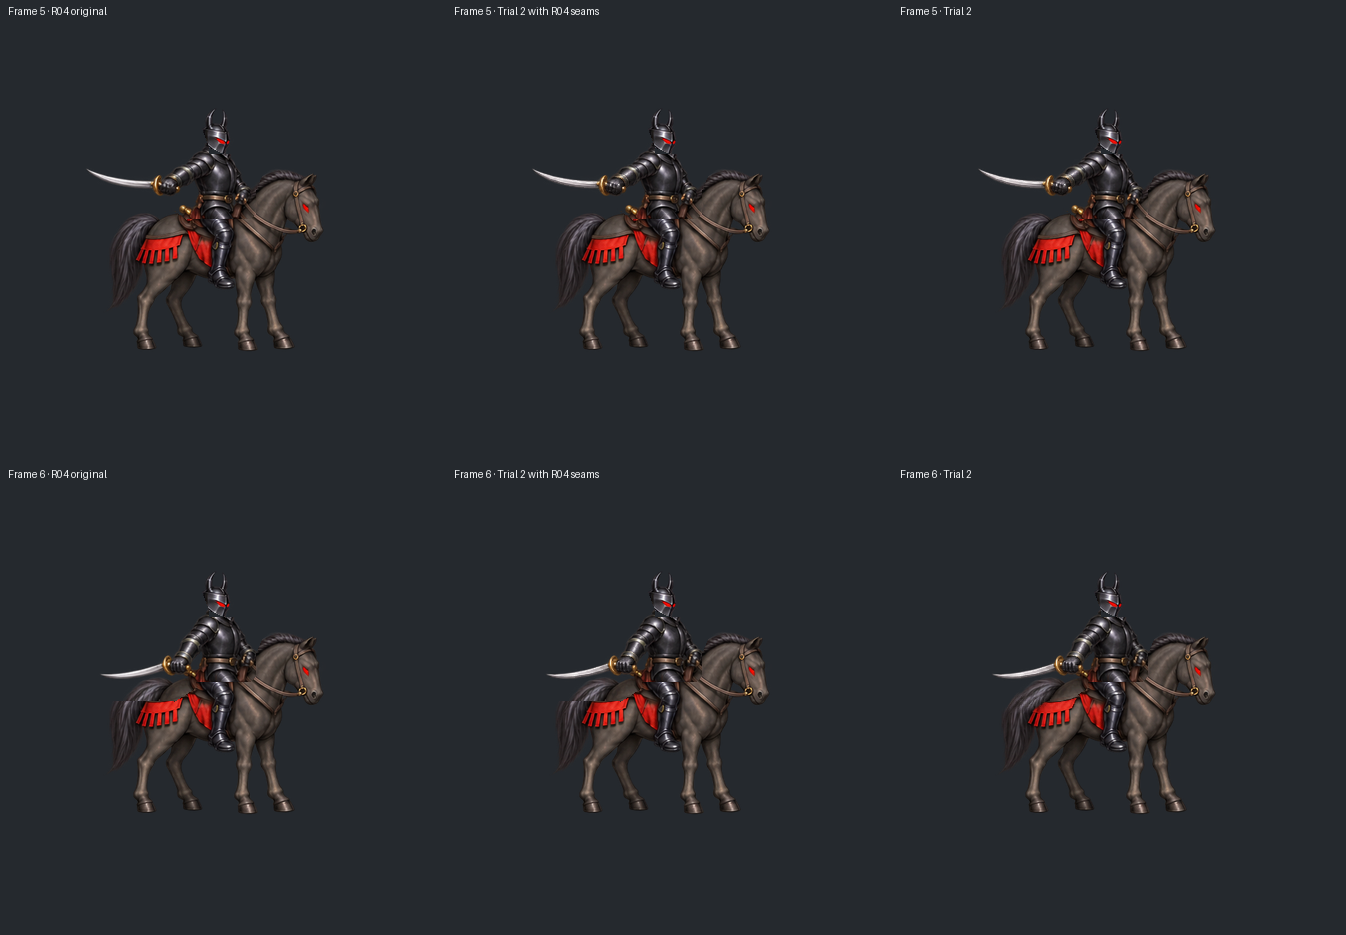 Frame 5 · R04 original
Frame 5 · Trial 2 with R04 seams
Frame 5 · Trial 2
Frame 6 · R04 original
Frame 6 · Trial 2 with R04 seams
Frame 6 · Trial 2